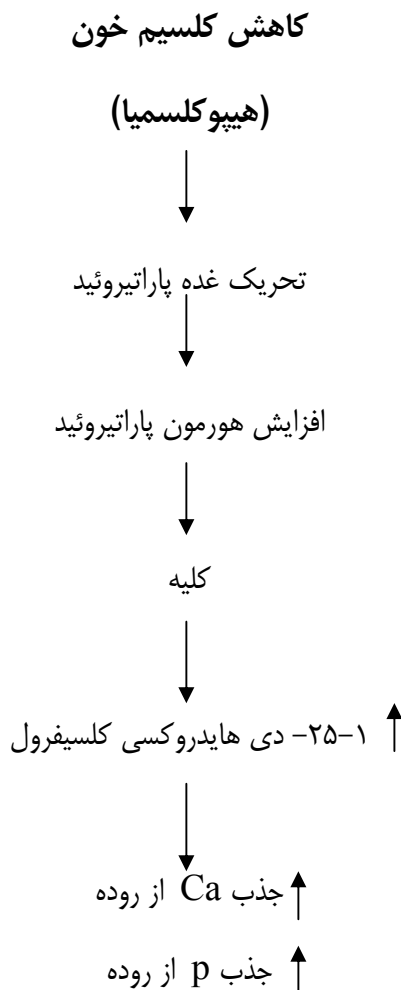 کاهش کلسیم خون
(هیپوکلسمیا)
تحریک غده پاراتیروئید
افزایش هورمون پاراتیروئید
کلیه
۱-۲۵- دی هایدروکسی کلسیفرول
جذب Ca از روده
جذب p از روده